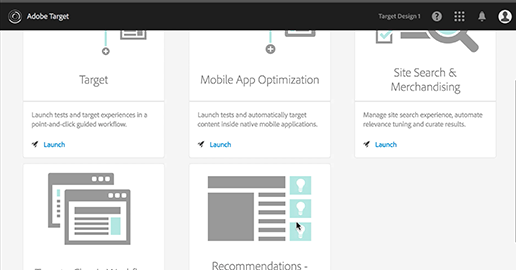 Adobe Target
Target Design 1
Target
Mobile App Optimization
Site Search &
Merchandising
Launch tests and target experiences in a
point-and-click guided workflow.
Launch tests and automatically target
content inside native mobile applications.
Manage site search experience, automate
relevance tuning and curate results.
Launch
Launch
Launch
Recommendations -